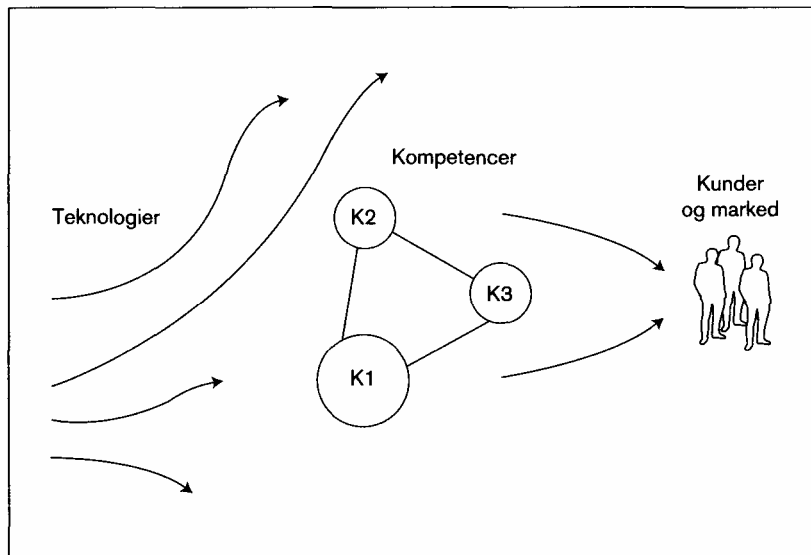 Teknologier
Kompetencer
K2
K3
K1
Kunder
og marked